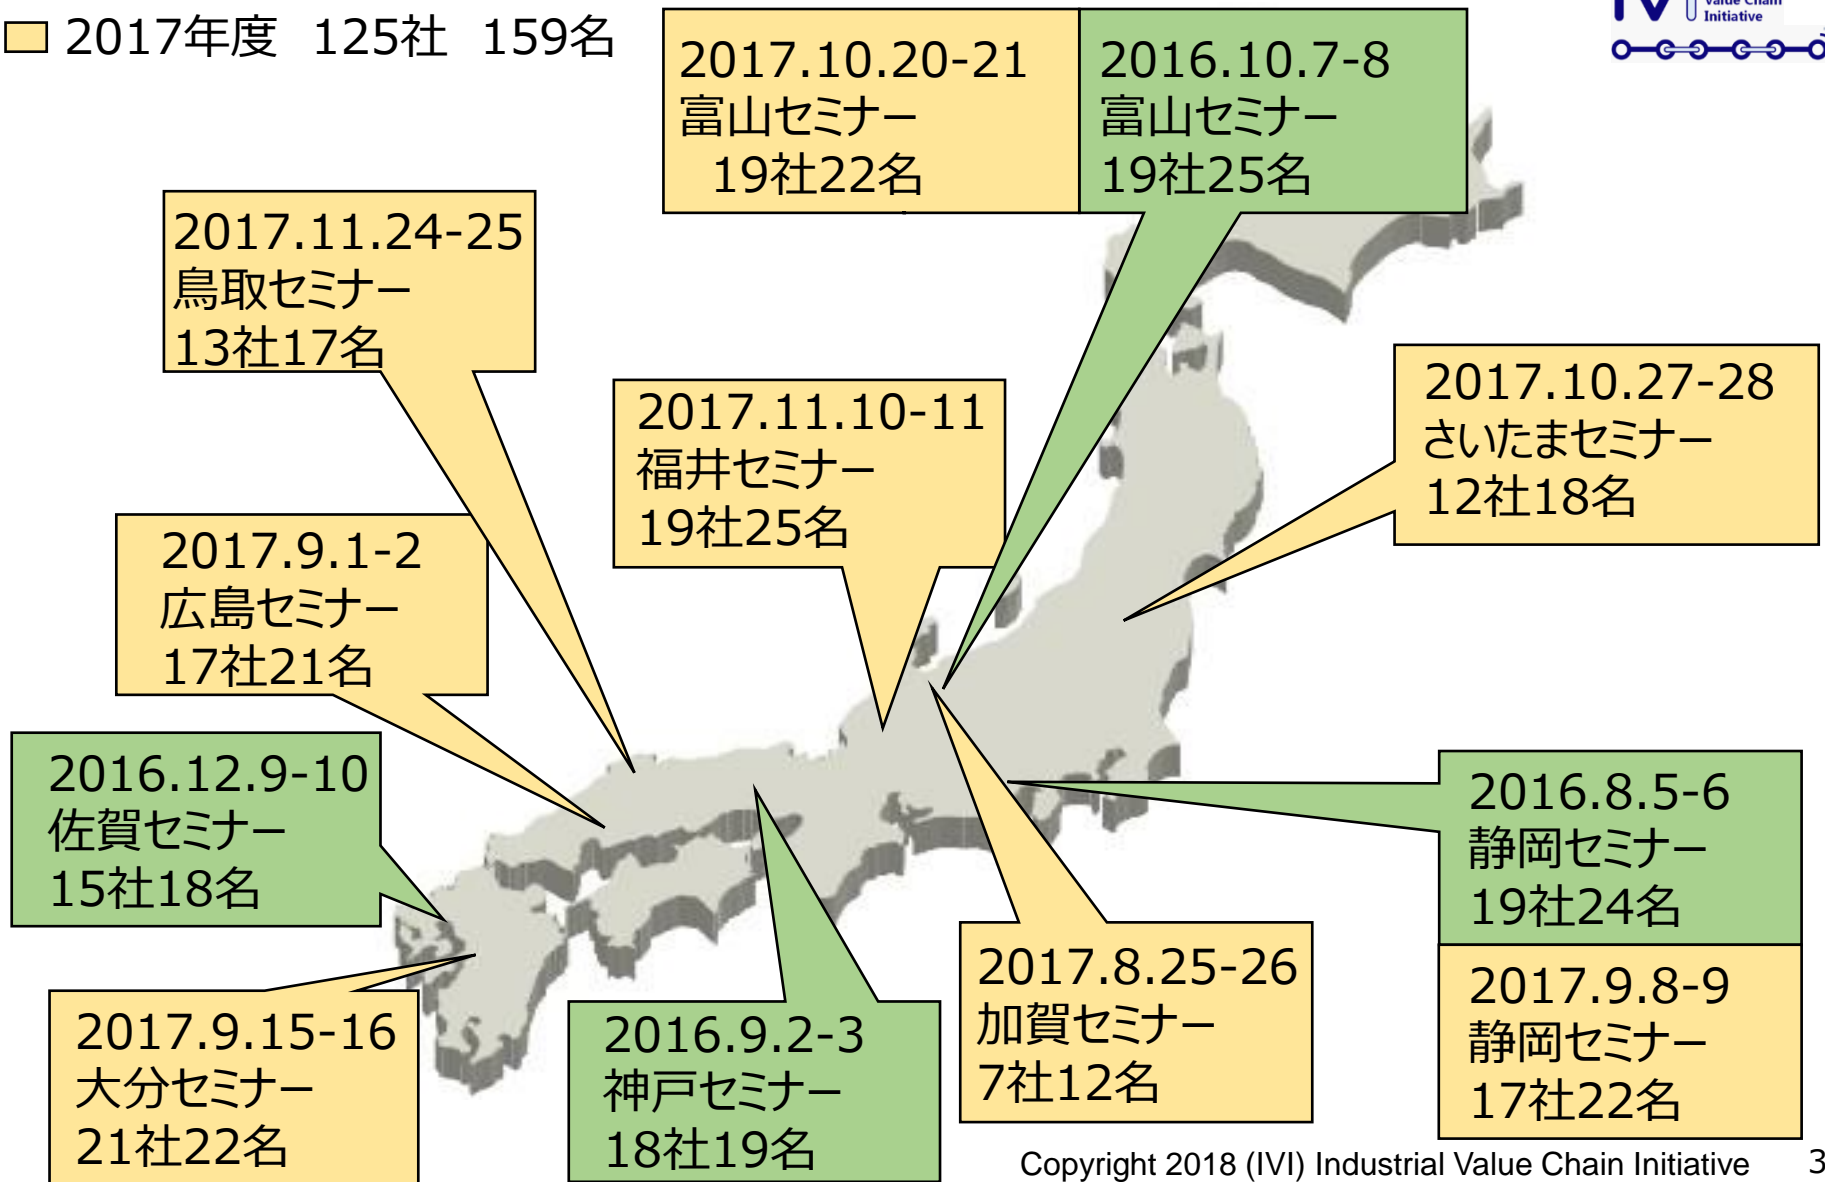 2017年度 125社 159名
Value Chain
Initiative
2017.10.20-21
富山セミナー
19社22名
2016.10.7-8
富山セミナー
19社25名
2017.11.24-25
鳥取セミナー
13社17名
2017.11.10-11
福井セミナー
19社25名
2017.10.27-28
さいたまセミナー
12社18名
2017.9.1-2
広島セミナー
17社21名
2016.12.9-10
佐賀セミナー
15社18名
2016.8.5-6
静岡セミナー
19社24名
2017.8.25-26
加賀セミナー
7社12名
2017.9.8-9
静岡セミナー
17社22名
2017.9.15-16
大分セミナー
21社22名
2016.9.2-3
神戸セミナー
18社19名
Copyright 2018 (IVI) Industrial Value Chain Initiative 3